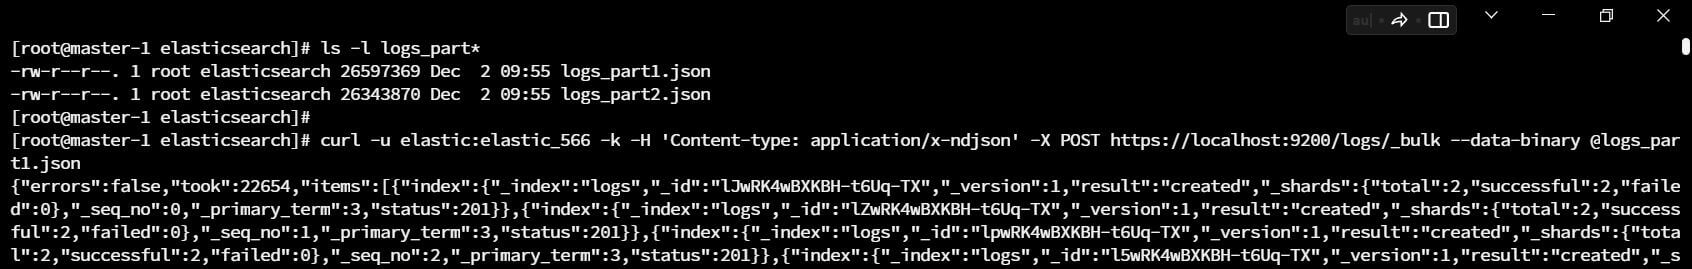 au
[root@master-1 elasticsearch]# ls -l logs_part*
-rw-r--r--. 1 root elasticsearch 26597369 Dec  2 09:55 logs_part1.json
-rw-r--r--. 1 root elasticsearch 26343870 Dec  2 09:55 logs_part2.json
[root@master-1 elasticsearch]#
[root@master-1 elasticsearch]# curl -u elastic:elastic_566 -k -H 'Content-type: application/x-ndjson' -X POST https://localhost:9200/logs/_bulk --data-binary @logs_par
t1.json
{"errors":false,"took":22654,"items":[{"index":{"_index":"logs","_id":"lJwRK4wBXKBH-t6Uq-TX","_version":1,"result":"created","_shards":{"total":2,"successful":2,"faile
d":0},"_seq_no":0,"_primary_term":3,"status":201}},{"index":{"_index":"logs","_id":"lZwRK4wBXKBH-t6Uq-TX","_version":1,"result":"created","_shards":{"total":2,"success
ful":2,"failed":0},"_seq_no":1,"_primary_term":3,"status":201}},{"index":{"_index":"logs","_id":"lpwRK4wBXKBH-t6Uq-TX","_version":1,"result":"created","_shards":{"tota
l":2,"successful":2,"failed":0},"_seq_no":2,"_primary_term":3,"status":201}},{"index":{"_index":"logs","_id":"l5wRK4wBXKBH-t6Uq-TX","_version":1,"result":"created","_s